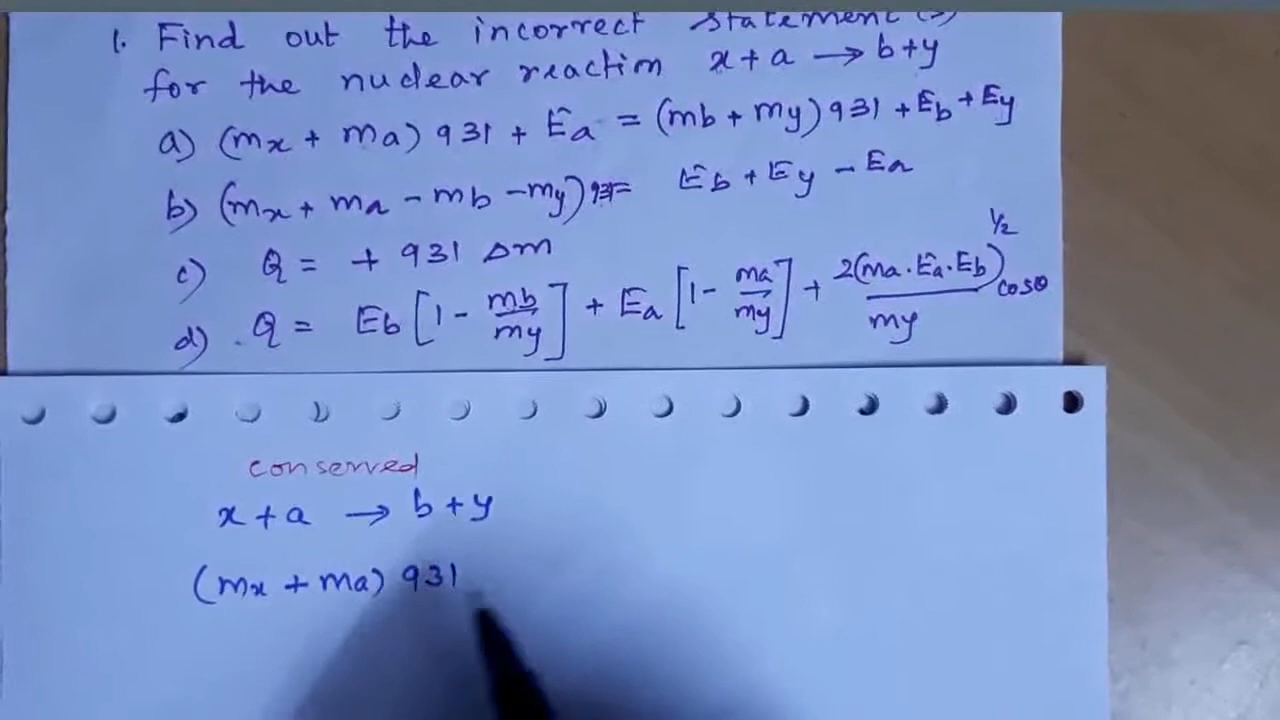 1. Find out the incorrect statement(s)
for the nuclear reaction x + a → b + y
a) (mx + ma) 931 + Ea = (mb + my) 931 + Eb + Ey
b) (mx + ma - mb - my) 931 = Eb + Ey - Ea
c) Q = + 931 Δm
d) Q = Eb [1 - mb/my] + Ea [1 - ma/my] + 2(ma.Ea.Eb)^1/2/my cosθ
conserved
x + a → b + y
(mx + ma) 931